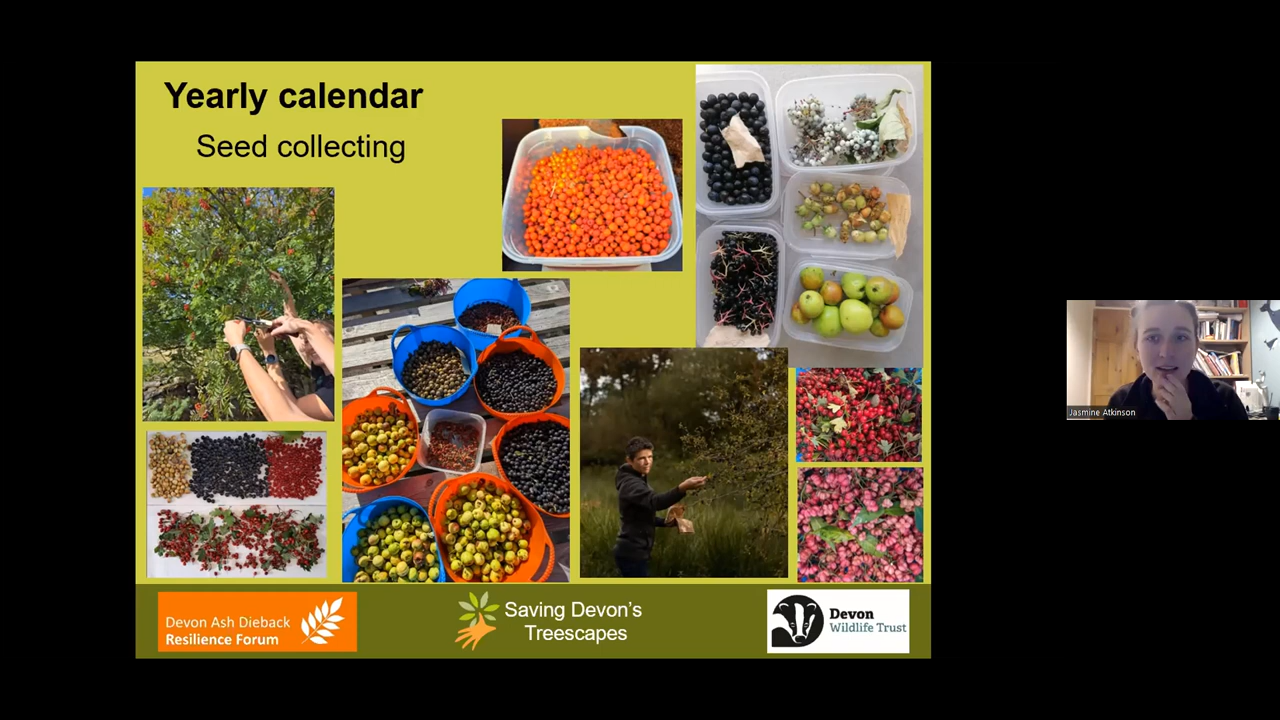 Yearly calendar
Seed collecting
Devon Ash Dieback
Resilience Forum
Saving Devon's
Treescapes
Devon
Wildlife Trust
Jasmine Atkinson